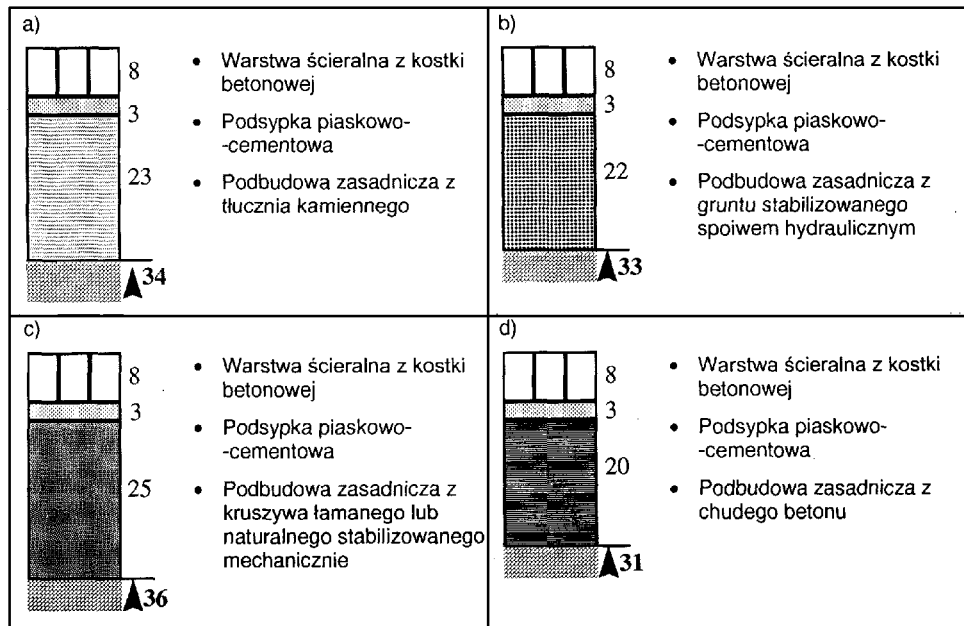 a)
8
3
23
34
• Warstwa ścieralna z kostki
betonowej
• Podsypka piaskowo-
-cementowa
• Podbudowa zasadnicza z
tłucznia kamiennego
b)
8
3
22
33
• Warstwa ścieralna z kostki
betonowej
• Podsypka piaskowo-
-cementowa
• Podbudowa zasadnicza z
gruntu stabilizowanego
spoiwem hydraulicznym
c)
8
3
25
36
• Warstwa ścieralna z kostki
betonowej
• Podsypka piaskowo-
-cementowa
• Podbudowa zasadnicza z
kruszywa łamanego lub
naturalnego stabilizowanego
mechanicznie
d)
8
3
20
31
• Warstwa ścieralna z kostki
betonowej
• Podsypka piaskowo-
-cementowa
• Podbudowa zasadnicza z
chudego betonu